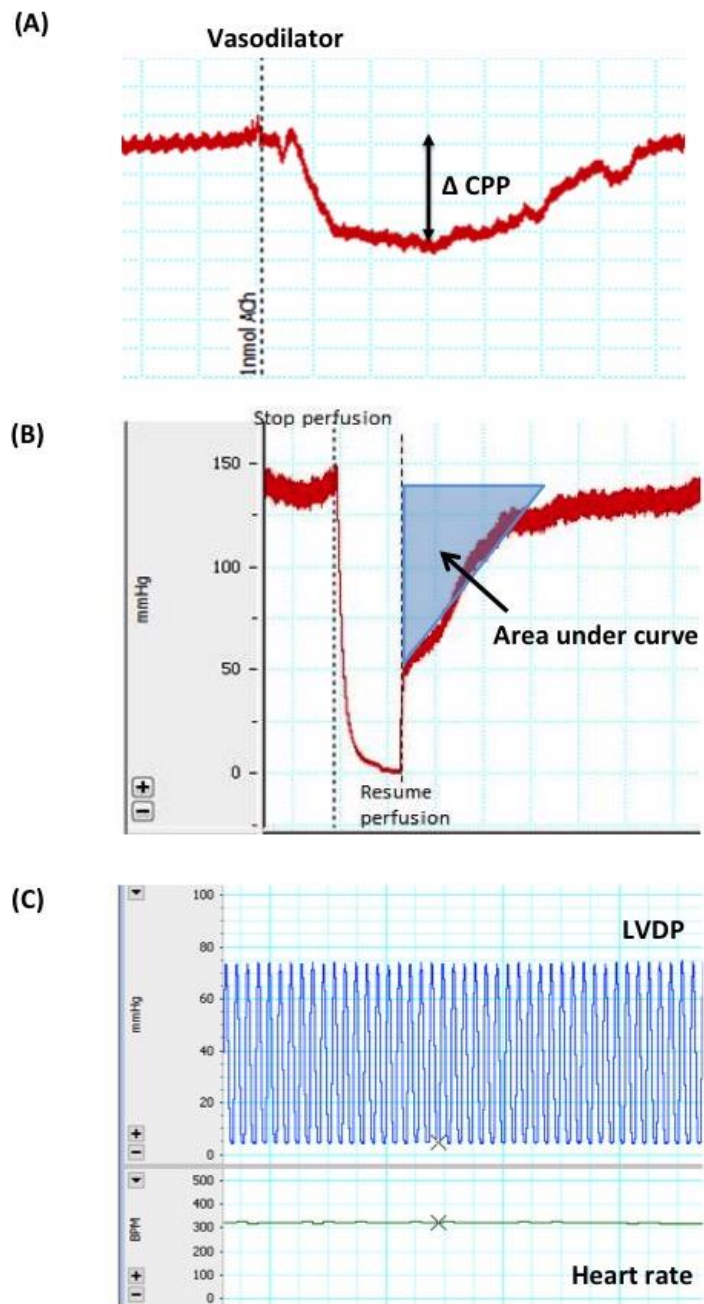 (A)
Vasodilator
Δ CPP
1nmol ACh
(B)
Stop perfusion
150
100
mmHg
50
0
Area under curve
Resume
perfusion
+
−
(C)
LVDP
100
80
60
mmHg
40
20
0
+
−
500
400
300
BPM
200
100
0
+
−
Heart rate